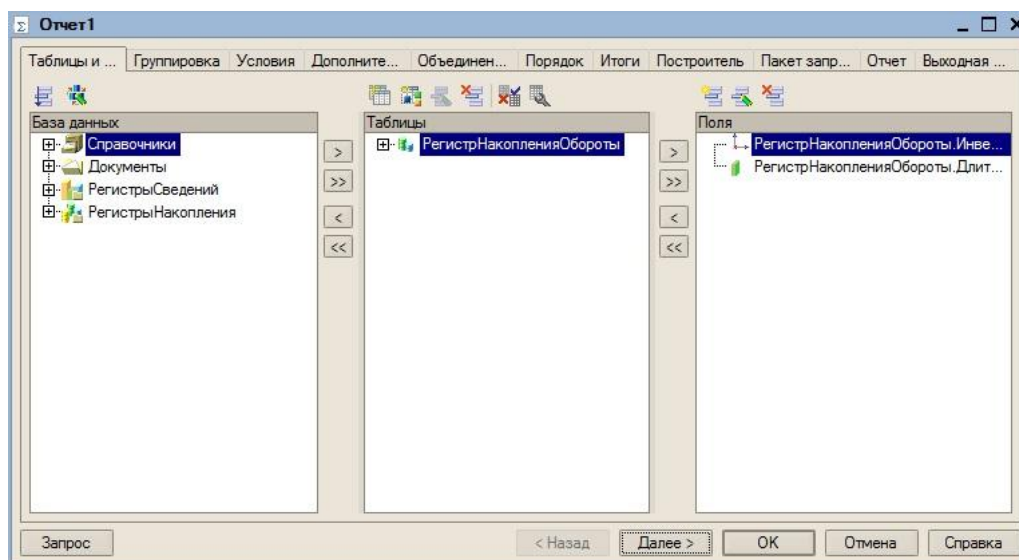 Отчет1
Таблицы и ... Группировка Условия Дополните... Объединен... Порядок Итоги Построитель Пакет запр... Отчет Выходная ...
База данных
Справочники
Документы
РегистрыСведений
РегистрыНакопления
>
>>
<
<<
Таблицы
РегистрНакопленияОбороты
>
>>
<
<<
Поля
РегистрНакопленияОбороты.Инве...
РегистрНакопленияОбороты.Длит...
Запрос < Назад Далее > OK Отмена Справка